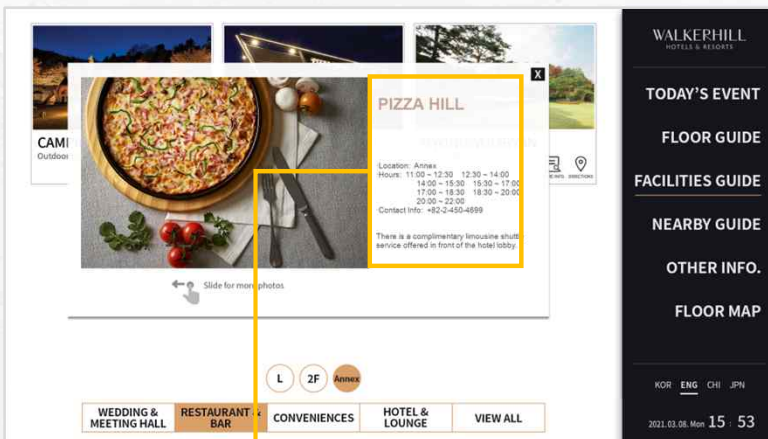 WALKERHILL
HOTELS & RESORTS
TODAY'S EVENT
FLOOR GUIDE
FACILITIES GUIDE
NEARBY GUIDE
OTHER INFO.
FLOOR MAP
KOR ENG CHI JPN
2021.03.08. Mon 15 : 53
X
PIZZA HILL
Location: Annex
Hours: 11:00 ~ 12:30 12:30 ~ 14:00
14:00 ~ 15:30 15:30 ~ 17:00
17:00 ~ 18:30 18:30 ~ 20:00
20:00 ~ 22:00
Contact Info: +82-2-450-4699
There is a complimentary limousine shutt
service offered in front of the hotel lobby.
CAM
Outdoor
INFO
DIRECTIONS
Slide for more photos
L
2F
Annex
WEDDING &
MEETING HALL
RESTAURANT &
BAR
CONVENIENCES
HOTEL &
LOUNGE
VIEW ALL